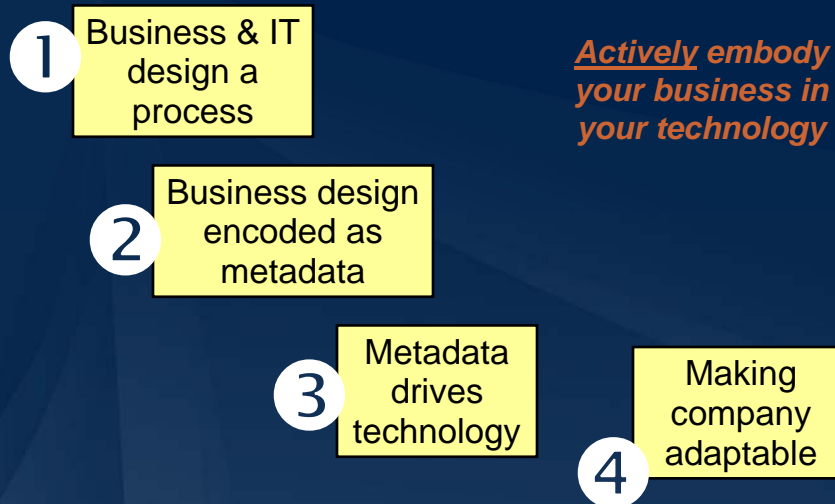 1
Business & IT
design a
process
Actively embody
your business in
your technology
2
Business design
encoded as
metadata
3
Metadata
drives
technology
4
Making
company
adaptable